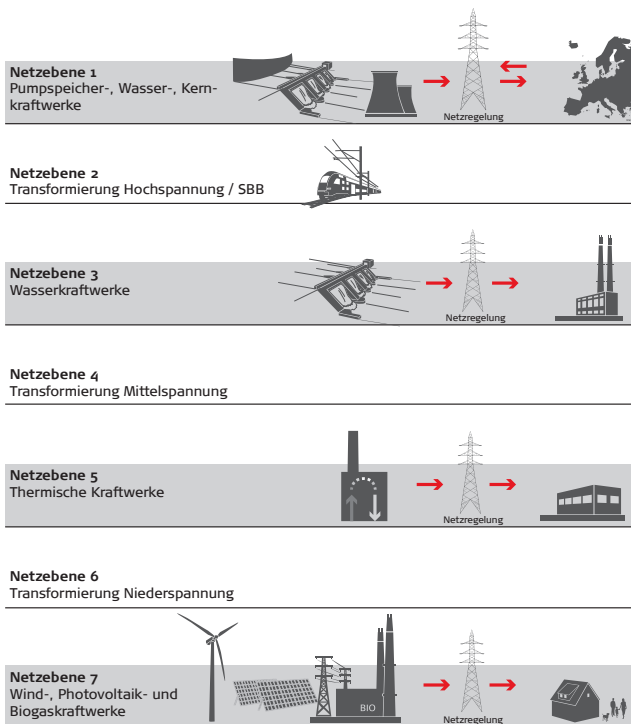 Netzebene 1
Pumpspeicher-, Wasser-, Kern-
kraftwerke
Netzregelung
Netzebene 2
Transformierung Hochspannung / SBB
Netzebene 3
Wasserkraftwerke
Netzregelung
Netzebene 4
Transformierung Mittelspannung
Netzebene 5
Thermische Kraftwerke
Netzregelung
Netzebene 6
Transformierung Niederspannung
Netzebene 7
Wind-, Photovoltaik- und
Biogaskraftwerke
BIO
Netzregelung